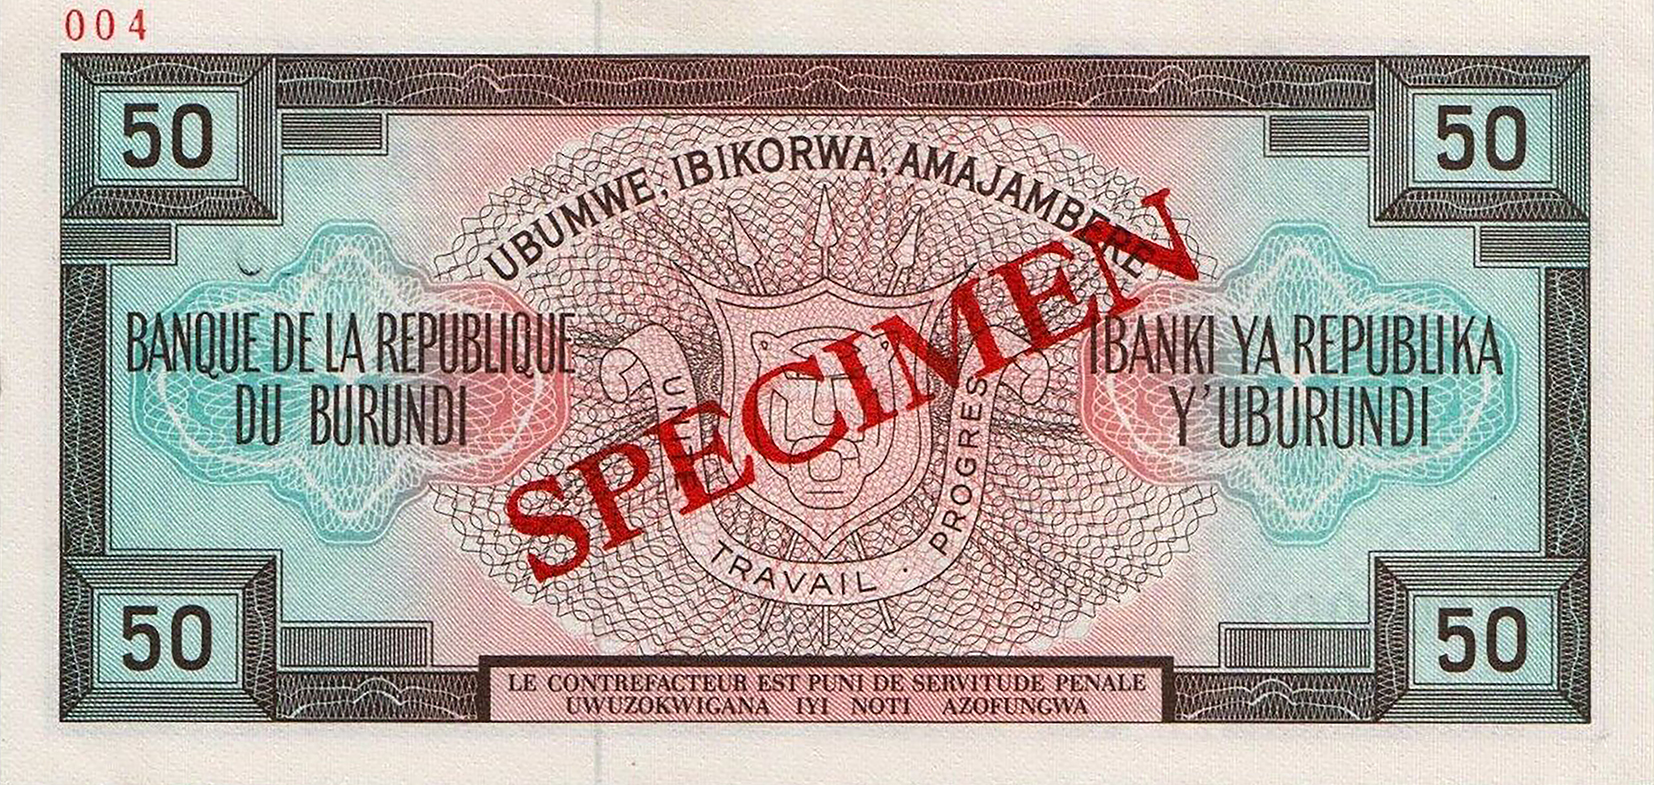 004
50
50
UBUMWE, IBIKORWA, AMAJAMBERE
SPECIMEN
BANQUE DE LA REPUBLIQUE
DU BURUNDI
IBANKI YA REPUBLIKA
Y'UBURUNDI
UNITE
TRAVAIL .
PROGRES
50
50
LE CONTREFACTEUR EST PUNI DE SERVITUDE PENALE
UWUZOKWIGANA IYI NOTI AZOFUNGWA